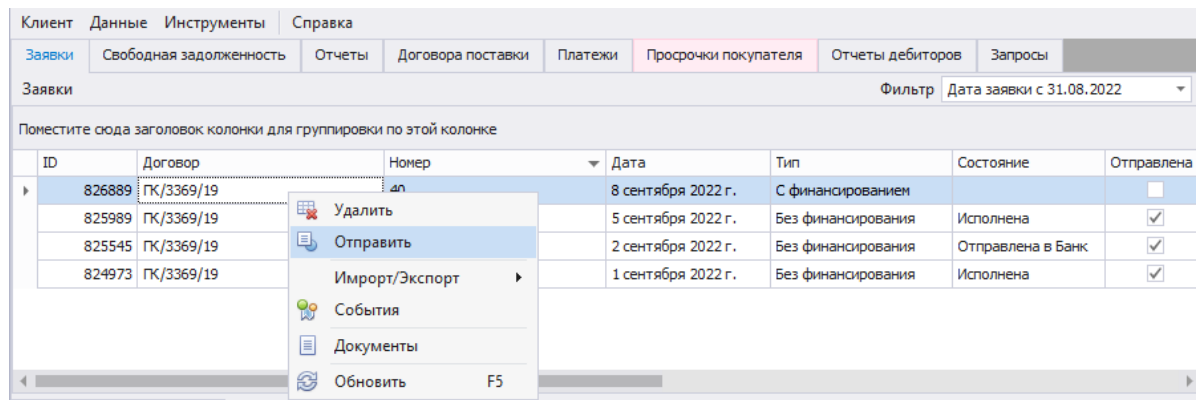 Клиент Данные Инструменты Справка
Заявки Свободная задолженность Отчеты Договора поставки Платежи Просрочки покупателя Отчеты дебиторов Запросы
Заявки Фильтр Дата заявки с 31.08.2022
Поместите сюда заголовок колонки для группировки по этой колонке
ID Договор Номер Дата Тип Состояние Отправлена
826889 ГК/3369/19 40 8 сентября 2022 г. С финансированием
825989 ГК/3369/19 5 сентября 2022 г. Без финансирования Исполнена
825545 ГК/3369/19 2 сентября 2022 г. Без финансирования Отправлена в Банк
824973 ГК/3369/19 1 сентября 2022 г. Без финансирования Исполнена
Удалить
Отправить
Импорт/Экспорт
События
Документы
Обновить F5